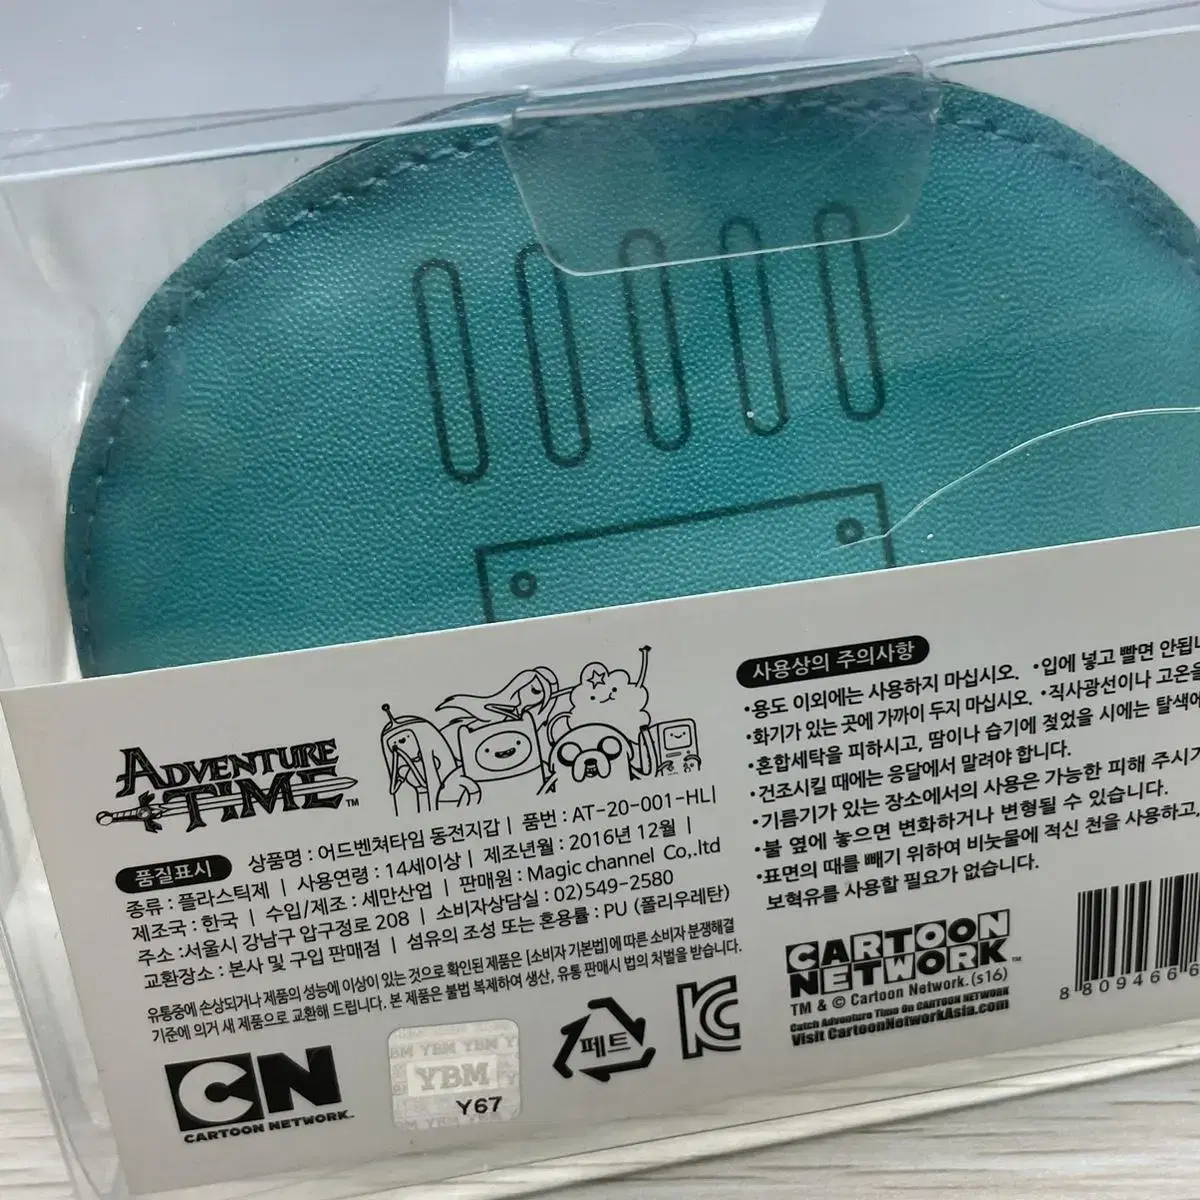 ADVENTURE
TIME™
품질표시
상품명 : 어드벤쳐타임 동전지갑 | 품번 : AT-20-001-HL|
종류 : 플라스틱제 | 사용연령 : 14세이상 | 제조년월 : 2016년 12월 |
제조국 : 한국 | 수입/제조 : 세만산업 | 판매원 : Magic channel Co,.ltd
주소 : 서울시 강남구 압구정로 208 | 소비자상담실 : 02)549-2580
교환장소 : 본사 및 구입 판매점 | 섬유의 조성 또는 혼용률 : PU (폴리우레탄)
유통중에 손상되거나 제품의 성능에 이상이 있는 것으로 확인된 제품은 [소비자 기본법]에 따른 소비자 분쟁해결
기준에 의거 새 제품으로 교환해 드립니다. 본 제품은 불법 복제하여 생산, 유통 판매시 법의 처벌을 받습니다.
CN
CARTOON NETWORK™
YBM YBM YBM
YBM
Y67
페트
KC
사용상의 주의사항
•용도 이외에는 사용하지 마십시오. •입에 넣고 빨면 안됩니
•화기가 있는 곳에 가까이 두지 마십시오. •직사광선이나 고온을
•혼합세탁을 피하시고, 땀이나 습기에 젖었을 시에는 탈색에
•건조시킬 때에는 응달에서 말려야 합니다.
•기름기가 있는 장소에서의 사용은 가능한 피해 주시기
•불 옆에 놓으면 변화하거나 변형될 수 있습니다.
•표면의 때를 빼기 위하여 비눗물에 적신 천을 사용하고,
보혁유를 사용할 필요가 없습니다.
CARTOON
NETWORK™
TM & © Cartoon Network. (s16)
Catch Adventure Time On CARTOON NETWORK
Visit CartoonNetworkAsia.com
8 809466 6